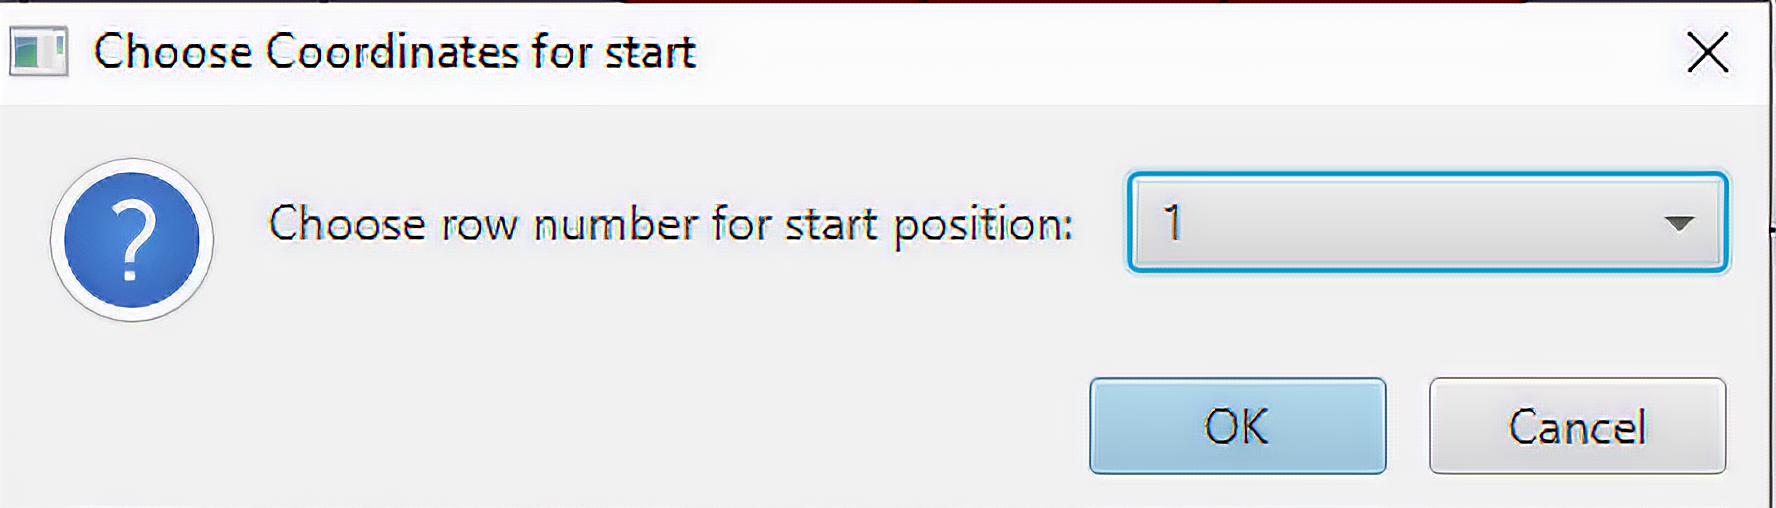 Choose Coordinates for start
?
Choose row number for start position: 1
OK Cancel